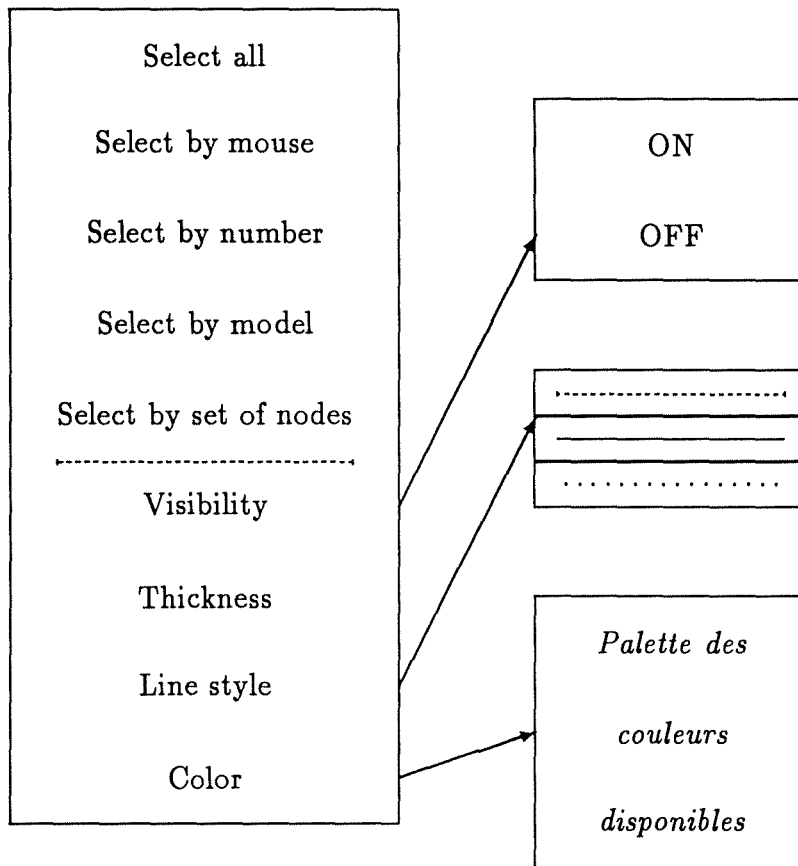 Select all
Select by mouse
Select by number
Select by model
Select by set of nodes
Visibility
Thickness
Line style
Color
ON
OFF
Palette des
couleurs
disponibles